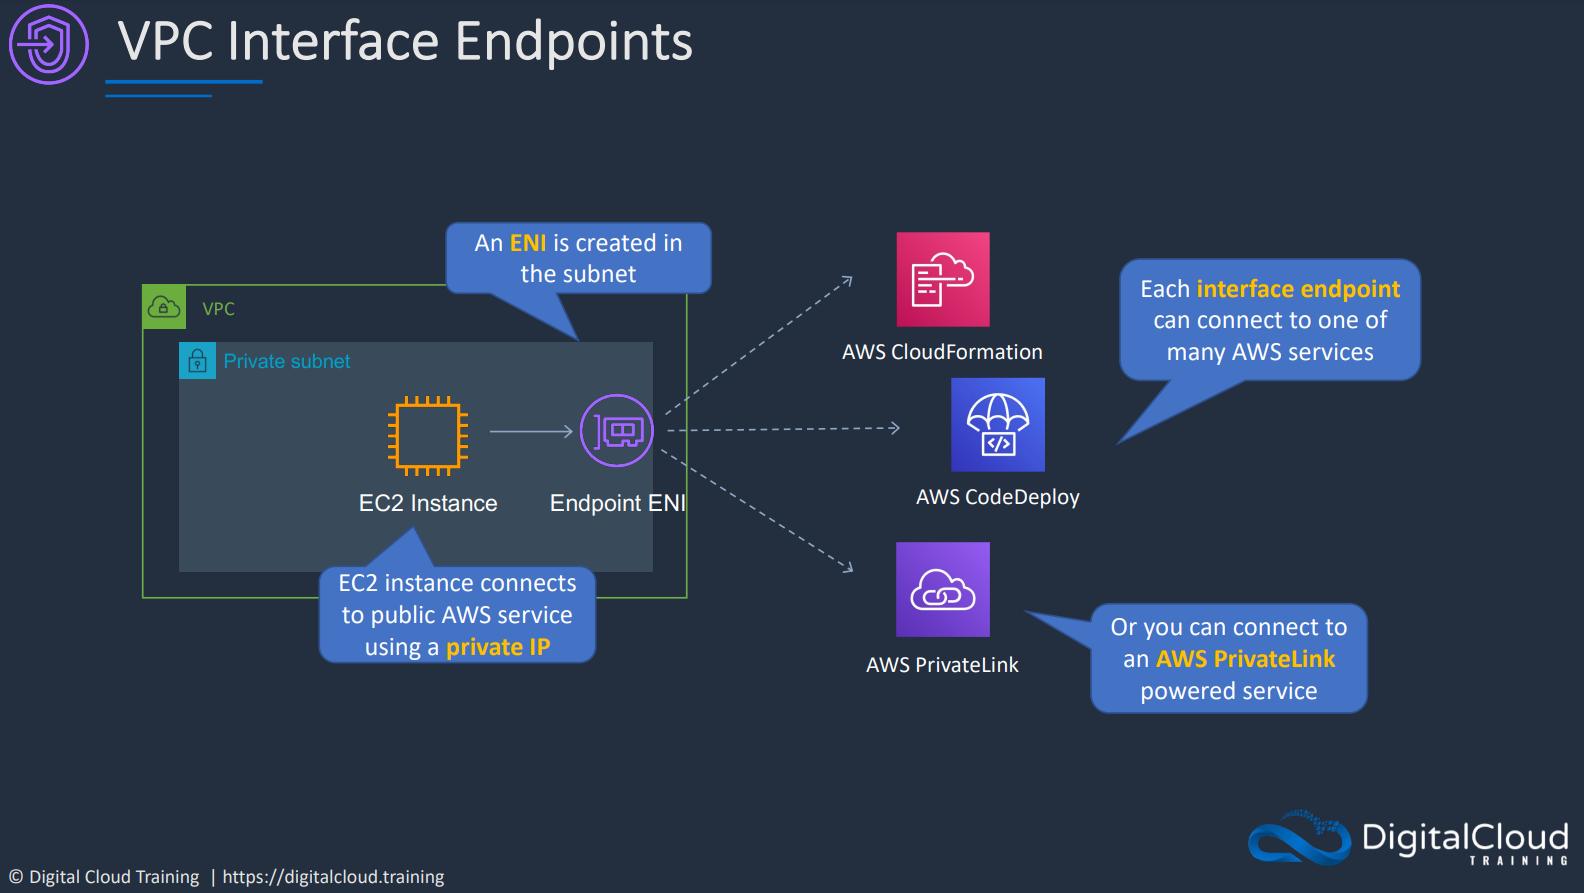 VPC Interface Endpoints
An ENI is created in
the subnet
VPC
Private subnet
EC2 Instance
Endpoint ENI
EC2 instance connects
to public AWS service
using a private IP
AWS CloudFormation
Each interface endpoint
can connect to one of
many AWS services
</>
AWS CodeDeploy
AWS PrivateLink
Or you can connect to
an AWS PrivateLink
powered service
DigitalCloud
TRAINING
© Digital Cloud Training | https://digitalcloud.training